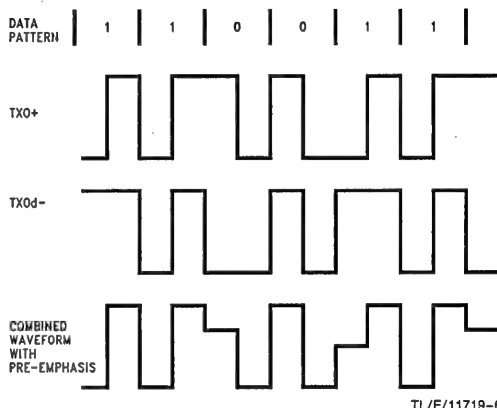 DATA
PATTERN
1 1 0 0 1 1
TXO+
TXOd-
COMBINED
WAVEFORM
WITH
PRE-EMPHASIS